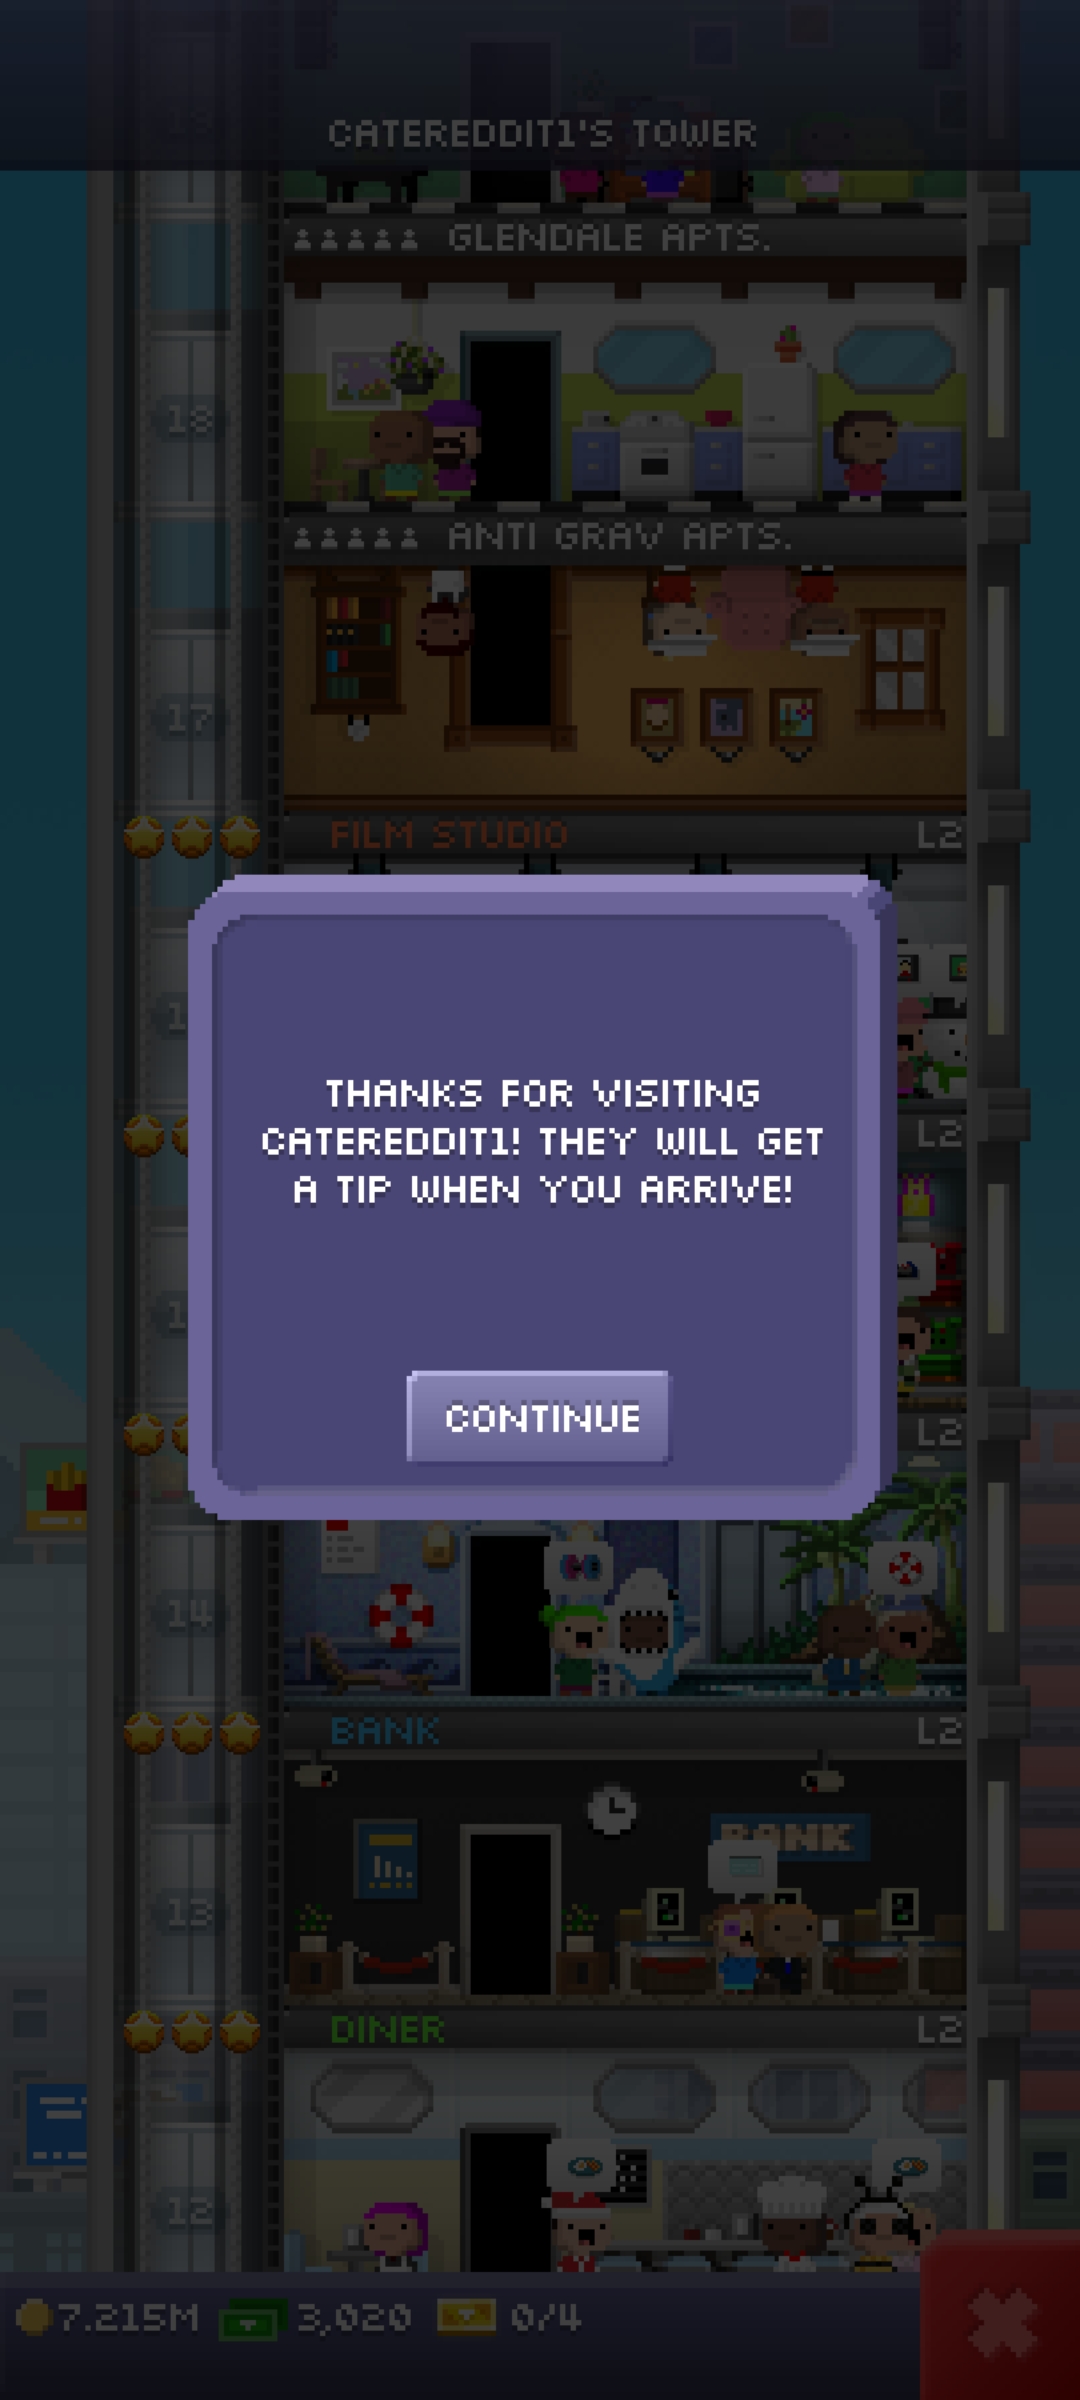 CATEREDDIT1'S TOWER
GLENDALE APTS.
18
ANTI GRAV APTS.
17
FILM STUDIO L2
L2
THANKS FOR VISITING
CATEREDDIT1! THEY WILL GET
A TIP WHEN YOU ARRIVE!
L2
CONTINUE
14
BANK L2
BANK
13
DINER L2
12
7.215M 3,020 0/4